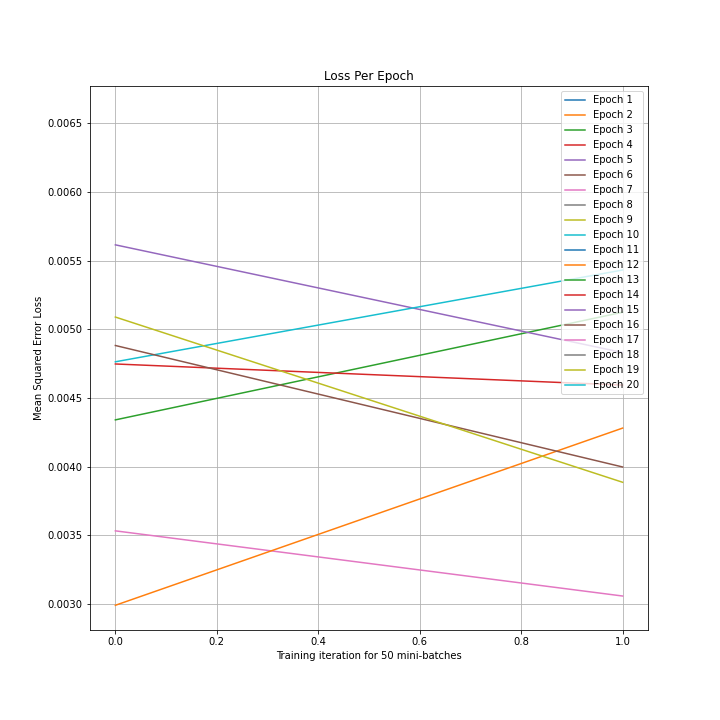 Loss Per Epoch
Mean Squared Error Loss
0.0065
0.0060
0.0055
0.0050
0.0045
0.0040
0.0035
0.0030
Epoch 1
Epoch 2
Epoch 3
Epoch 4
Epoch 5
Epoch 6
Epoch 7
Epoch 8
Epoch 9
Epoch 10
Epoch 11
Epoch 12
Epoch 13
Epoch 14
Epoch 15
Epoch 16
Epoch 17
Epoch 18
Epoch 19
Epoch 20
0.0 0.2 0.4 0.6 0.8 1.0
Training iteration for 50 mini-batches